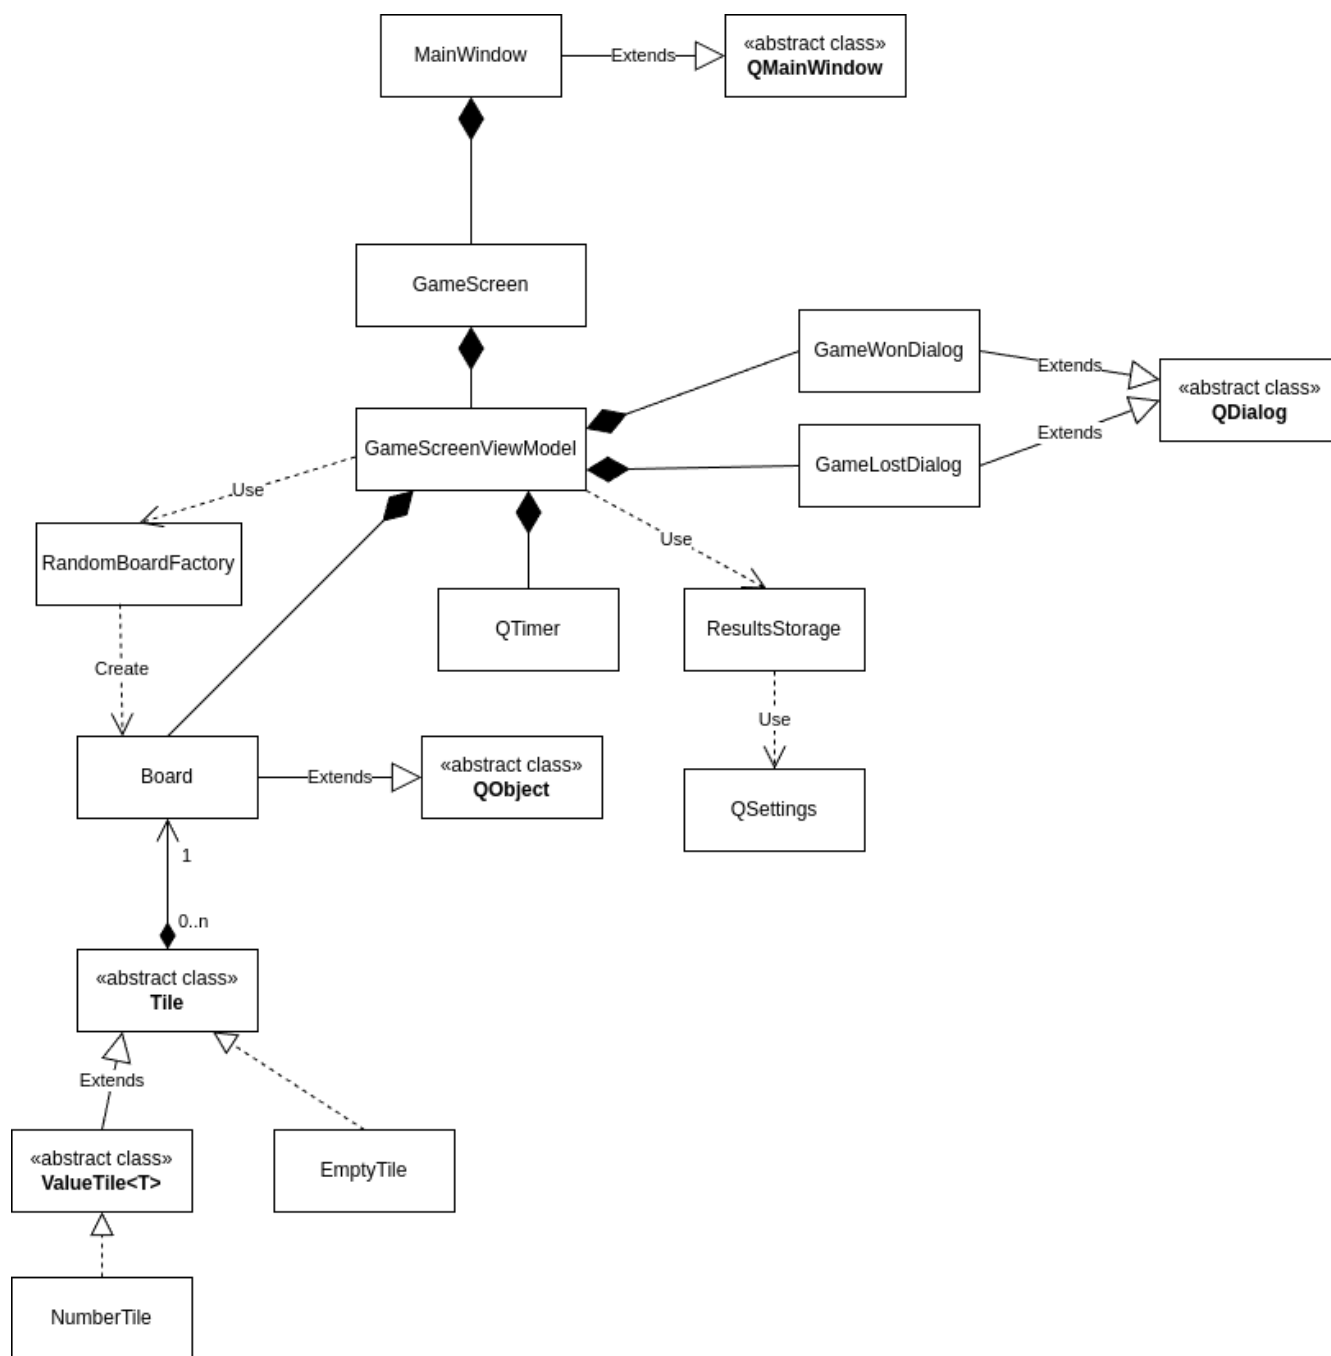 MainWindow
Extends
«abstract class»
QMainWindow
GameScreen
GameWonDialog
Extends
«abstract class»
QDialog
GameScreenViewModel
GameLostDialog
Extends
Use
RandomBoardFactory
Use
QTimer
ResultsStorage
Create
Use
Board
Extends
«abstract class»
QObject
QSettings
1
0..n
«abstract class»
Tile
Extends
«abstract class»
ValueTile<T>
EmptyTile
NumberTile